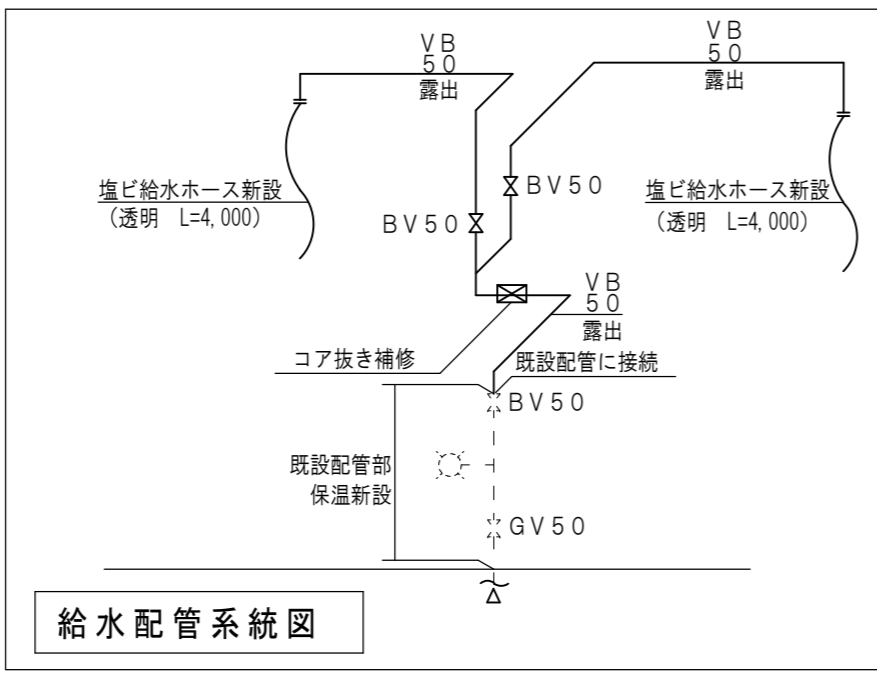 VB
50
露出
VB
50
露出
塩ビ給水ホース新設
（透明 L=4,000）
BV50
BV50
塩ビ給水ホース新設
（透明 L=4,000）
VB
50
露出
コア抜き補修
既設配管に接続
BV50
既設配管部
保温新設
GV50
給水配管系統図